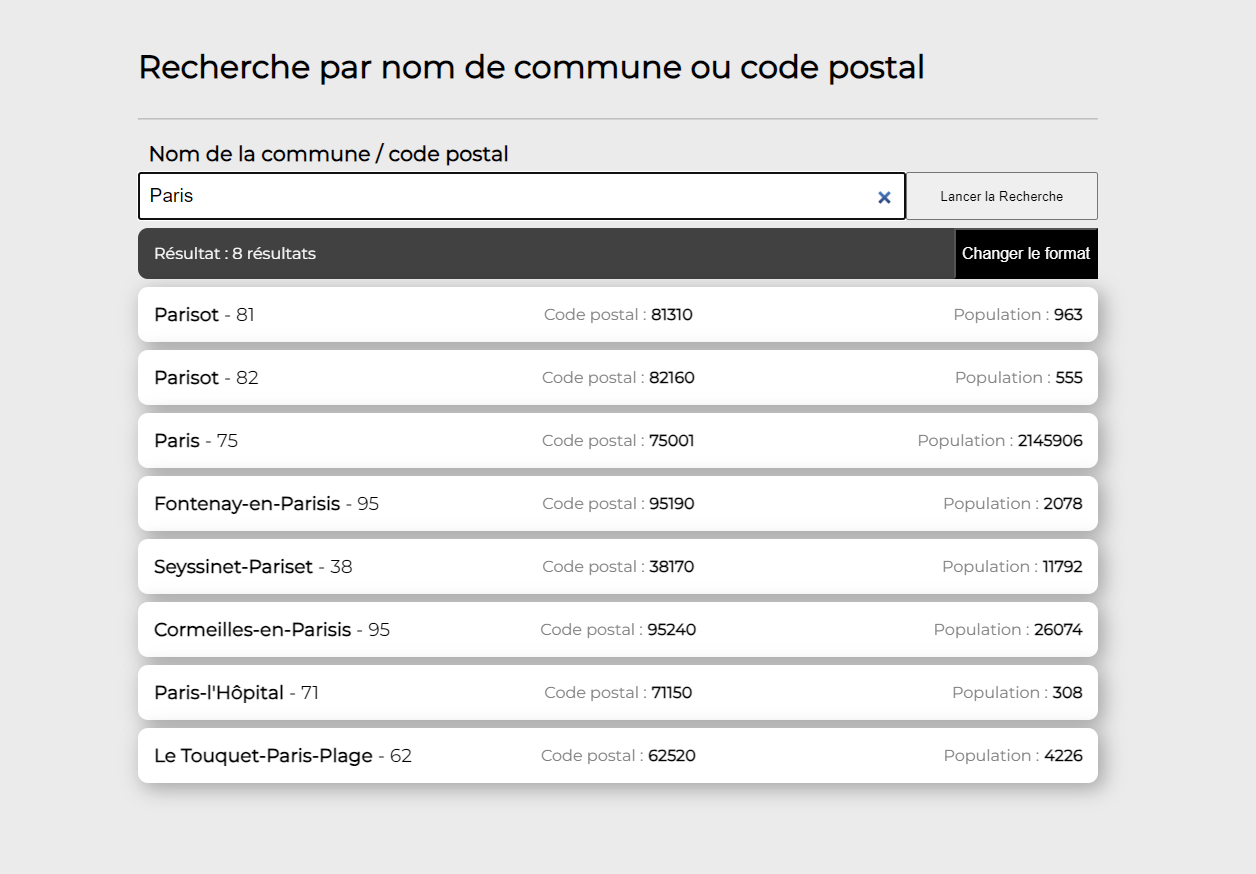 Recherche par nom de commune ou code postal
Nom de la commune / code postal
Paris × Lancer la Recherche
Résultat : 8 résultats Changer le format
Parisot - 81 Code postal : 81310 Population : 963
Parisot - 82 Code postal : 82160 Population : 555
Paris - 75 Code postal : 75001 Population : 2145906
Fontenay-en-Parisis - 95 Code postal : 95190 Population : 2078
Seyssinet-Pariset - 38 Code postal : 38170 Population : 11792
Cormeilles-en-Parisis - 95 Code postal : 95240 Population : 26074
Paris-l'Hôpital - 71 Code postal : 71150 Population : 308
Le Touquet-Paris-Plage - 62 Code postal : 62520 Population : 4226